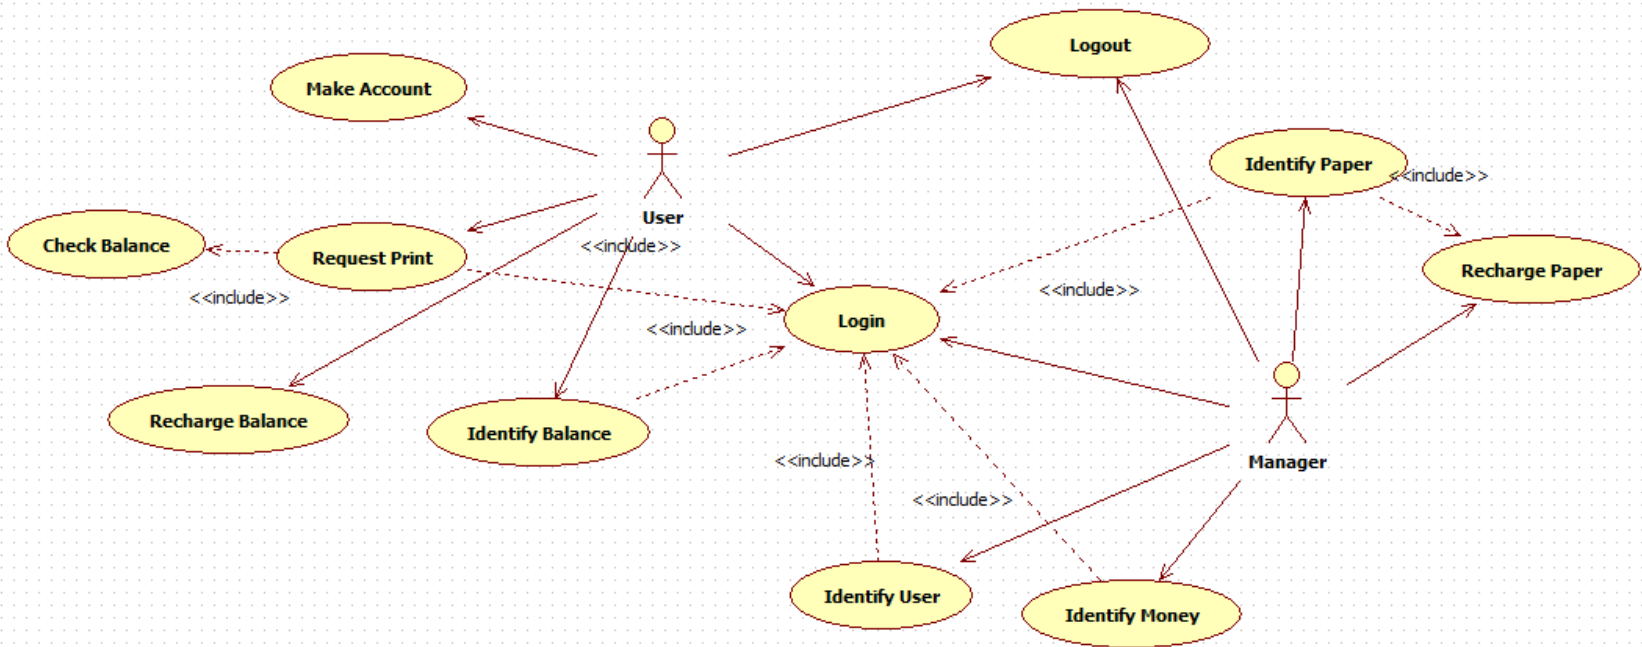 Logout
Make Account
Identify Paper
<<include>>
User
Check Balance
Request Print
<<include>>
Recharge Paper
<<include>>
<<include>>
Login
<<include>>
Recharge Balance
Identify Balance
<<include>>
Manager
<<include>>
Identify User
Identify Money